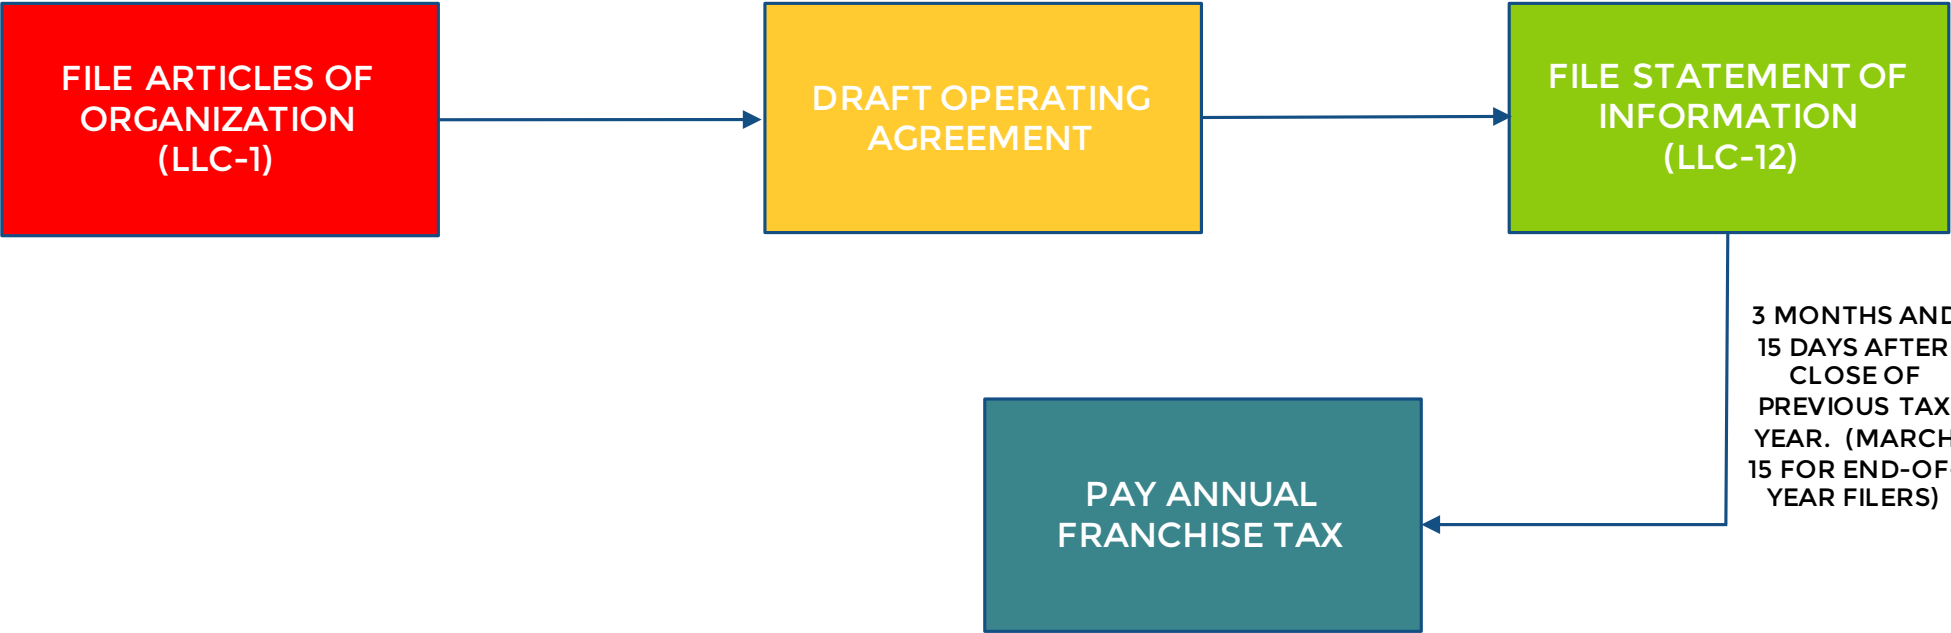 FILE ARTICLES OF
ORGANIZATION
(LLC-1)
DRAFT OPERATING
AGREEMENT
FILE STATEMENT OF
INFORMATION
(LLC-12)
3 MONTHS AND
15 DAYS AFTER
CLOSE OF
PREVIOUS TAX
YEAR. (MARCH
15 FOR END-OF-
YEAR FILERS)
PAY ANNUAL
FRANCHISE TAX